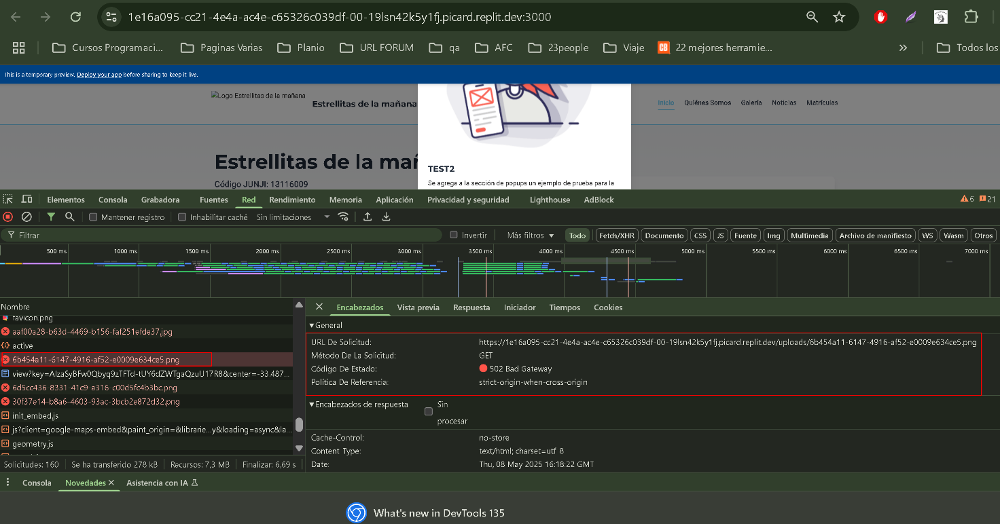 1e16a095-cc21-4e4a-ac4e-c65326c039df-00-19lsn42k5y1fj.picard.replit.dev:3000
Cursos Programaci... Paginas Varias Planio URL FORUM qa AFC 23people Viaje CB 22 mejores herramie... » Todos los
This is a temporary preview. Deploy your app before sharing to keep it live.
Logo Estrellitas de la mañana Estrellitas de la mañana Inicio Quiénes Somos Galería Noticias Matrículas
Estrellitas de la mañ
Código JUNJI: 13116009
TEST2
Se agrega a la sección de popups un ejemplo de prueba para la
Elementos Consola Grabadora Fuentes Red Rendimiento Memoria Aplicación Privacidad y seguridad Lighthouse AdBlock 6 21
Mantener registro Inhabilitar caché Sin limitaciones
Filtrar Invertir Más filtros Todo Fetch/XHR Documento CSS JS Fuente Img Multimedia Archivo de manifiesto WS Wasm Otros
500 ms 1000 ms 1500 ms 2000 ms 2500 ms 3000 ms 3500 ms 4000 ms 4500 ms 5000 ms 5500 ms 6000 ms 6500 ms 7000 ms
Nombre
favicon.png
aaf00a28-b63d-4469-b156-faf251efde37.jpg
active
6b454a11-6147-4916-af52-e0009e634ce5.png
view?key=AIzaSyBFw0Qbyq9zTFTd-tUY6dZWTgaQzuU17R8&center=-33.487...
6d5cc436-8331-41c9-a316-c00d5fc4b3bc.png
30f37e14-b8a6-4603-93ac-3bcb2e872d32.png
init_embed.js
js?client=google-maps-embed&paint_origin=&librarie...y&loading=async&la...
geometry.js
Solicitudes: 160 Se ha transferido 278 kB Recursos: 7,3 MB Finalizar: 6,69 s
Encabezados Vista previa Respuesta Iniciador Tiempos Cookies
General
URL De Solicitud: https://1e16a095-cc21-4e4a-ac4e-c65326c039df-00-19lsn42k5y1fj.picard.replit.dev/uploads/6b454a11-6147-4916-af52-e0009e634ce5.png
Método De La Solicitud: GET
Código De Estado: 502 Bad Gateway
Política De Referencia: strict-origin-when-cross-origin
Encabezados de respuesta Sin
procesar
Cache-Control: no-store
Content-Type: text/html; charset=utf-8
Date: Thu, 08 May 2025 16:18:22 GMT
Consola Novedades Asistencia con IA
What's new in DevTools 135